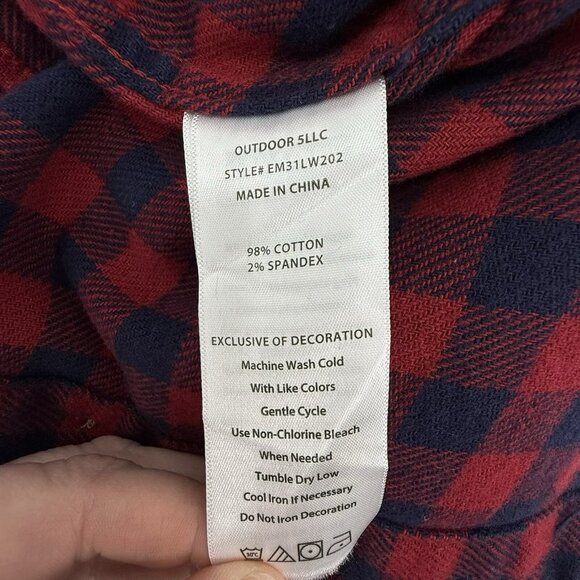 OUTDOOR 5LLC
STYLE# EM31LW202
MADE IN CHINA
98% COTTON
2% SPANDEX
EXCLUSIVE OF DECORATION
Machine Wash Cold
With Like Colors
Gentle Cycle
Use Non-Chlorine Bleach
When Needed
Tumble Dry Low
Cool Iron If Necessary
Do Not Iron Decoration
30°C